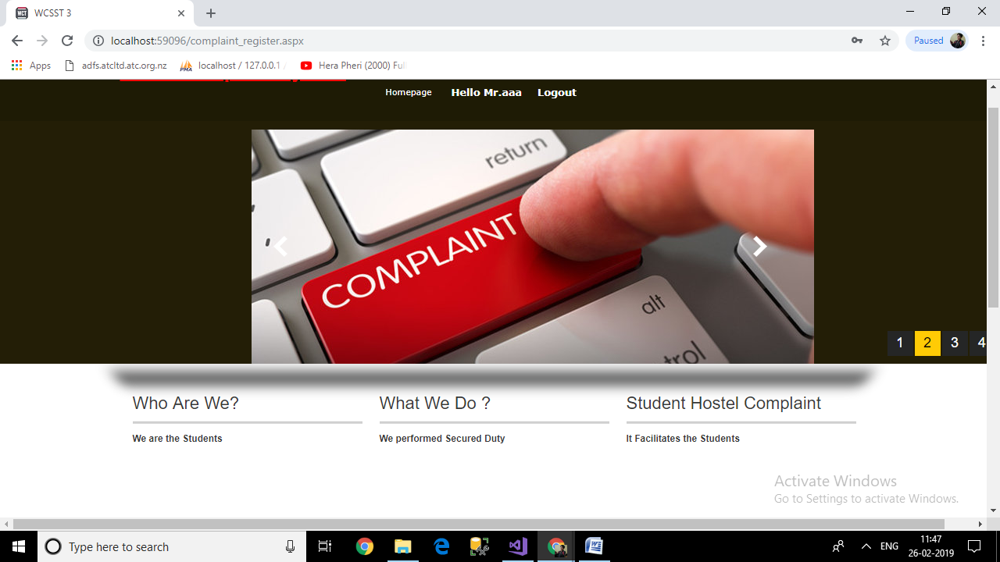 WCSST 3
localhost:59096/complaint_register.aspx
Paused
Apps
adfs.atcltd.atc.org.nz
localhost / 127.0.0.1 /
Hera Pheri (2000) Full
Homepage
Hello Mr.aaa
Logout
return
COMPLAINT
alt
1 2 3 4
Who Are We?
What We Do ?
Student Hostel Complaint
We are the Students
We performed Secured Duty
It Facilitates the Students
Activate Windows
Go to Settings to activate Windows.
Type here to search
ENG
11:47
26-02-2019